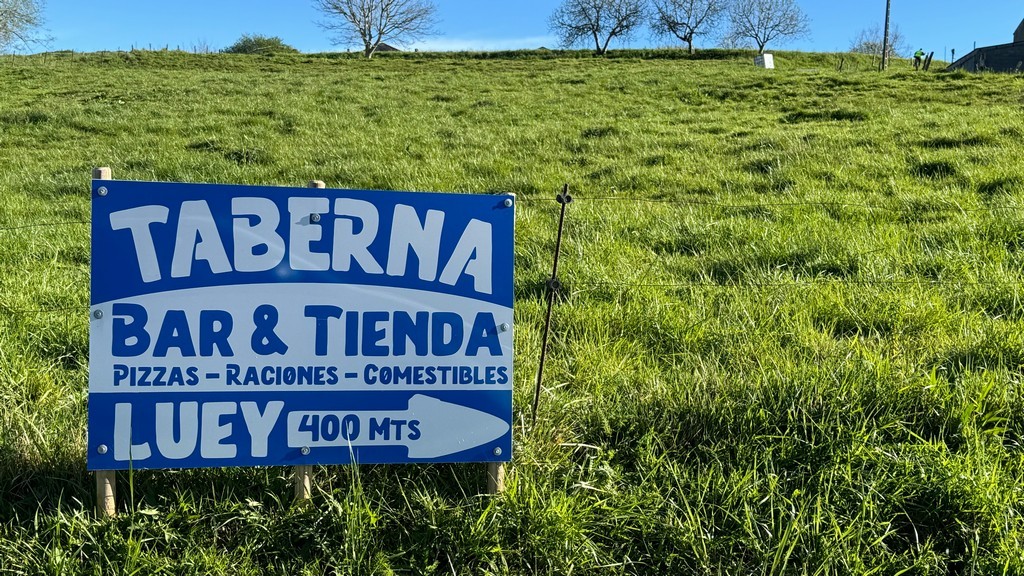 TABERNA
BAR & TIENDA
PIZZAS - RACIONES - COMESTIBLES
LUEY 400 MTS